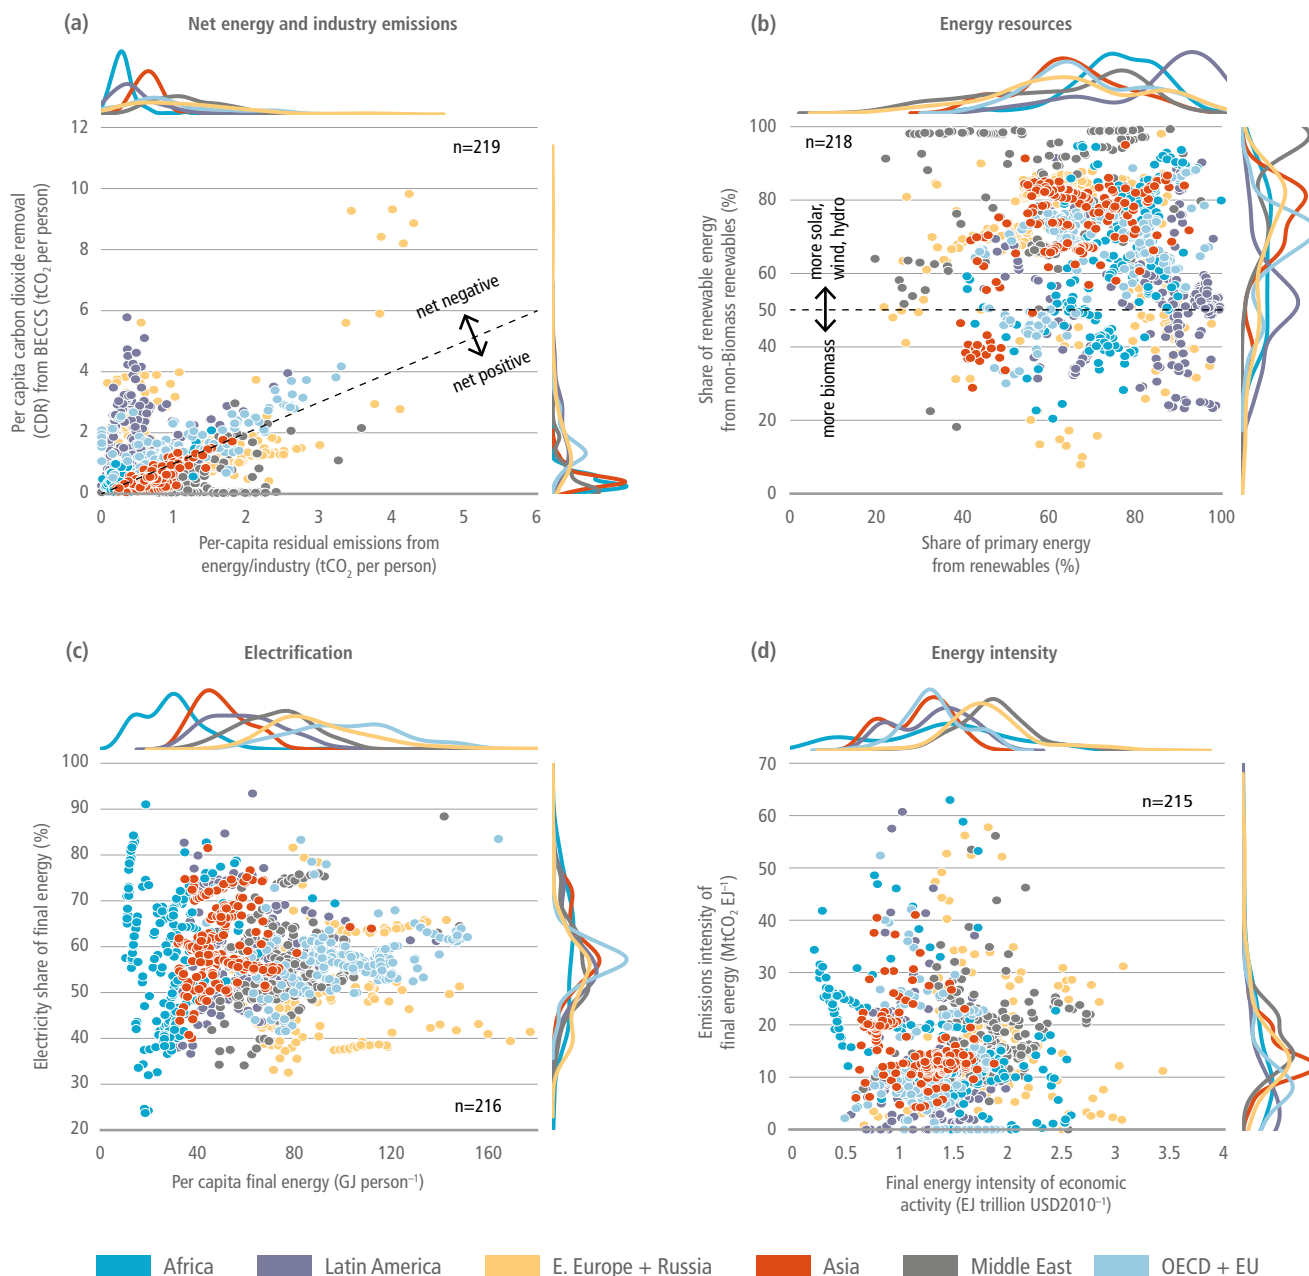 (a)
Net energy and industry emissions
12
10
8
6
4
2
0
n=219
net negative
net positive
Per capita carbon dioxide removal
(CDR) from BECCS (tCO₂ per person)
0 1 2 3 4 5 6
Per-capita residual emissions from
energy/industry (tCO₂ per person)
(b)
Energy resources
100
80
60
40
20
0
n=218
more solar,
wind, hydro
more biomass
Share of renewable energy
from non-Biomass renewables (%)
0 20 40 60 80 100
Share of primary energy
from renewables (%)
(c)
Electrification
100
90
80
70
60
50
40
30
20
n=216
Electricity share of final energy (%)
0 40 80 120 160
Per capita final energy (GJ person⁻¹)
(d)
Energy intensity
70
60
50
40
30
20
10
0
n=215
Emissions intensity of
final energy (MtCO₂ EJ⁻¹)
0 0.5 1 1.5 2 2.5 3 3.5 4
Final energy intensity of economic
activity (EJ trillion USD2010⁻¹)
Africa Latin America E. Europe + Russia Asia Middle East OECD + EU